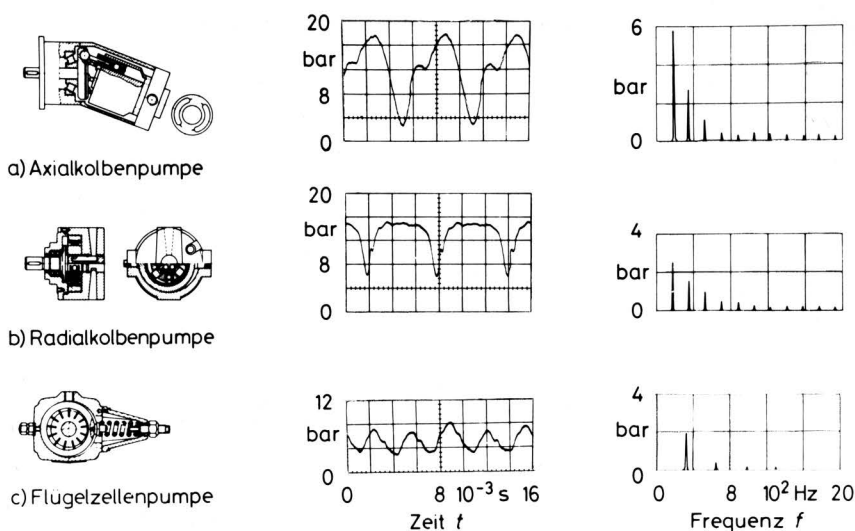 20
bar
8
0
6
bar
0
a) Axialkolbenpumpe
20
bar
8
0
4
bar
0
b) Radialkolbenpumpe
12
bar
0
4
bar
0
c) Flügelzellenpumpe
0 8 10⁻³ s 16
Zeit t
0 8 10² Hz 20
Frequenz f